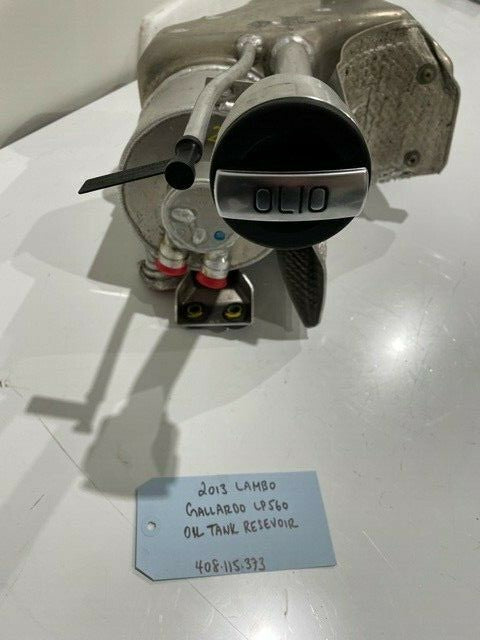 OLIO
2013 LAMBO
GALLARDO LP560
OIL TANK RESEVOIR
408.115.373